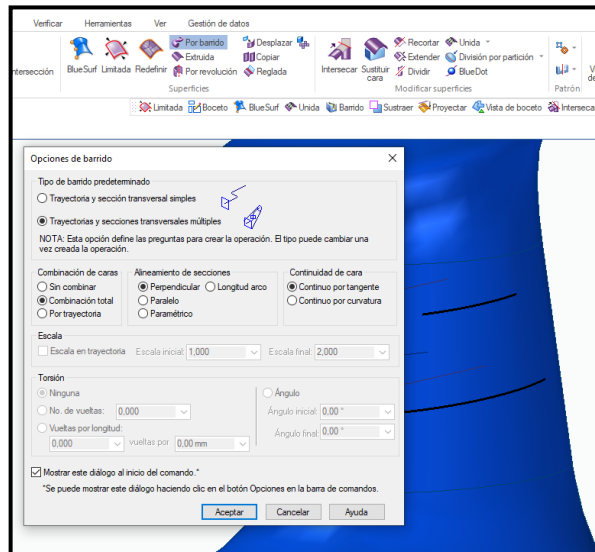 Verificar Herramientas Ver Gestión de datos
Por barrido Desplazar Recortar Unida
Extruida Copiar Extender División por partición
ntersección BlueSurf Limitada Redefinir Por revolución Reglada Intersecar Sustituir cara Dividir BlueDot
Superficies Modificar superficies Patrón
Limitada Boceto BlueSurf Unida Barrido Sustraer Proyectar Vista de boceto Interseca
Opciones de barrido
Tipo de barrido predeterminado
Trayectoria y sección transversal simples
Trayectorias y secciones transversales múltiples
NOTA: Esta opción define las preguntas para crear la operación. El tipo puede cambiar una
vez creada la operación.
Combinación de caras Alineamiento de secciones Continuidad de cara
Sin combinar Perpendicular Longitud arco Continuo por tangente
Combinación total Paralelo Continuo por curvatura
Por trayectoria Paramétrico
Escala
Escala en trayectoria Escala inicial: 1,000 Escala final: 2,000
Torsión
Ninguna Ángulo
No. de vueltas: 0,000 Ángulo inicial: 0,00 °
Vueltas por longitud:
0,000 vueltas por 0,00 mm Ángulo final: 0,00 °
Mostrar este diálogo al inicio del comando.*
*Se puede mostrar este diálogo haciendo clic en el botón Opciones en la barra de comandos.
Aceptar Cancelar Ayuda